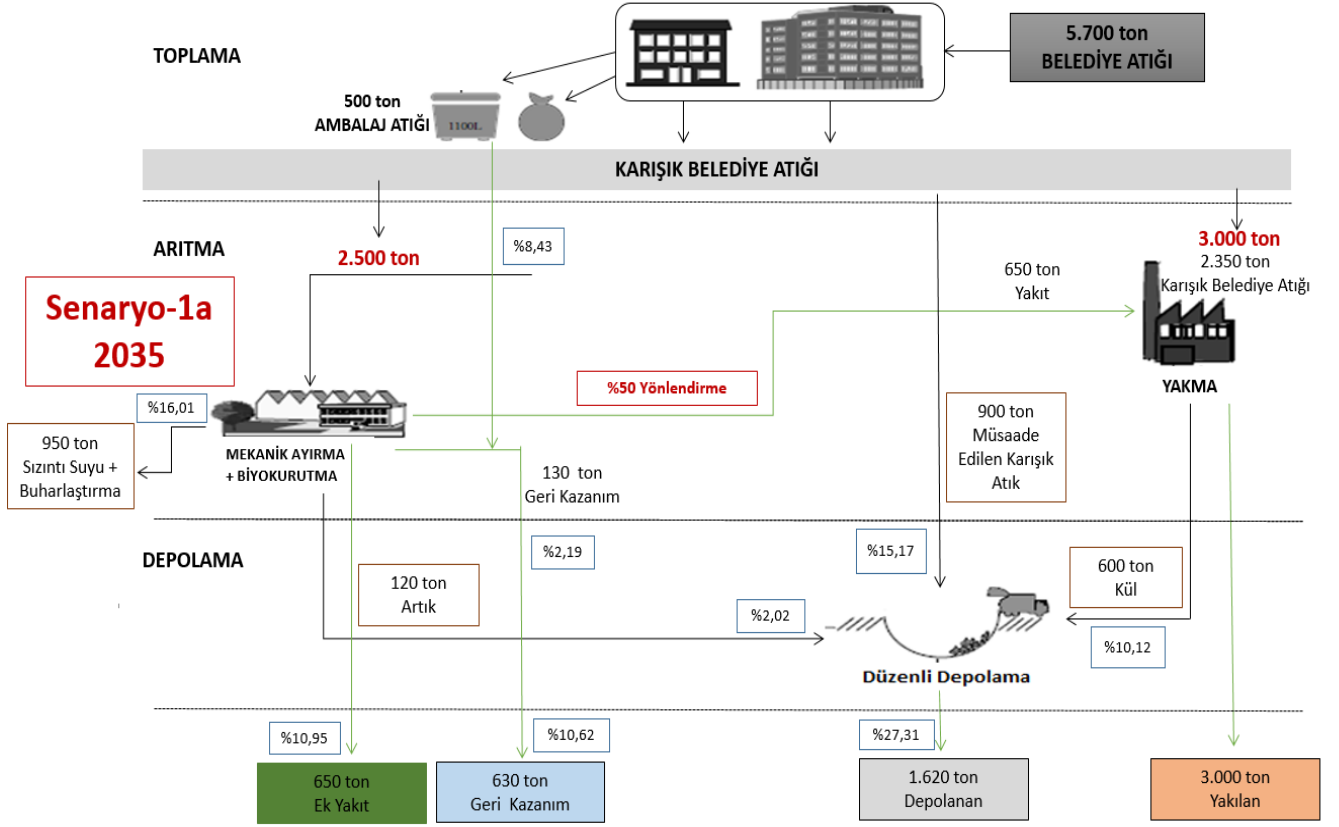 TOPLAMA
5.700 ton
BELEDİYE ATIĞI
500 ton
AMBALAJ ATIĞI
1100L
KARIŞIK BELEDİYE ATIĞI
ARITMA
2.500 ton
%8,43
3.000 ton
2.350 ton
Karışık Belediye Atığı
650 ton
Yakıt
Senaryo-1a
2035
%50 Yönlendirme
YAKMA
%16,01
950 ton
Sızıntı Suyu +
Buharlaştırma
MEKANİK AYIRMA
+ BİYOKURUTMA
900 ton
Müsaade
Edilen Karışık
Atık
130 ton
Geri Kazanım
DEPOLAMA
%2,19
%15,17
120 ton
Artık
600 ton
Kül
%2,02
%10,12
Düzenli Depolama
%10,95
%10,62
%27,31
650 ton
Ek Yakıt
630 ton
Geri Kazanım
1.620 ton
Depolanan
3.000 ton
Yakılan